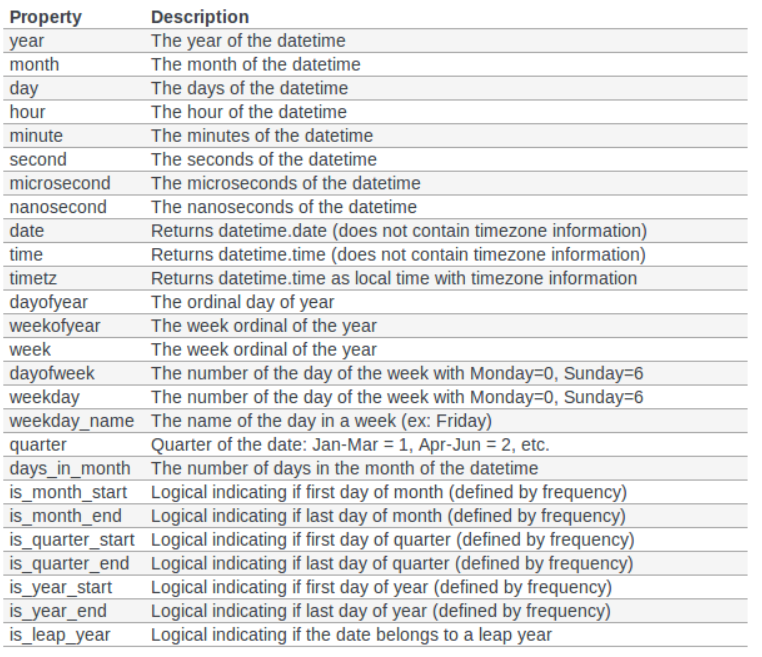 Property Description
year The year of the datetime
month The month of the datetime
day The days of the datetime
hour The hour of the datetime
minute The minutes of the datetime
second The seconds of the datetime
microsecond The microseconds of the datetime
nanosecond The nanoseconds of the datetime
date Returns datetime.date (does not contain timezone information)
time Returns datetime.time (does not contain timezone information)
timetz Returns datetime.time as local time with timezone information
dayofyear The ordinal day of year
weekofyear The week ordinal of the year
week The week ordinal of the year
dayofweek The number of the day of the week with Monday=0, Sunday=6
weekday The number of the day of the week with Monday=0, Sunday=6
weekday_name The name of the day in a week (ex: Friday)
quarter Quarter of the date: Jan-Mar = 1, Apr-Jun = 2, etc.
days_in_month The number of days in the month of the datetime
is_month_start Logical indicating if first day of month (defined by frequency)
is_month_end Logical indicating if last day of month (defined by frequency)
is_quarter_start Logical indicating if first day of quarter (defined by frequency)
is_quarter_end Logical indicating if last day of quarter (defined by frequency)
is_year_start Logical indicating if first day of year (defined by frequency)
is_year_end Logical indicating if last day of year (defined by frequency)
is_leap_year Logical indicating if the date belongs to a leap year